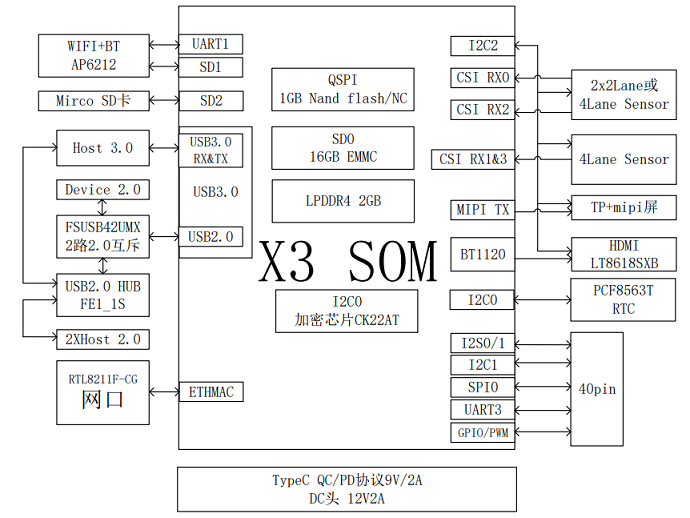 WIFI+BT
AP6212
UART1
SD1
Mirco SD卡
SD2
Host 3.0
USB3.0
RX&TX
USB3.0
Device 2.0
FSUSB42UMX
2路2.0互斥
USB2.0
USB2.0 HUB
FE1_1S
2XHost 2.0
RTL8211F-CG
网口
ETHMAC
QSPI
1GB Nand flash/NC
SD0
16GB EMMC
LPDDR4 2GB
X3 SOM
I2C0
加密芯片CK22AT
I2C2
CSI RX0
CSI RX2
2x2Lane或
4Lane Sensor
CSI RX1&3
4Lane Sensor
MIPI TX
TP+mipi屏
BT1120
HDMI
LT8618SXB
I2C0
PCF8563T
RTC
I2S0/1
I2C1
SPI0
UART3
GPIO/PWM
40pin
TypeC QC/PD协议9V/2A
DC头 12V2A